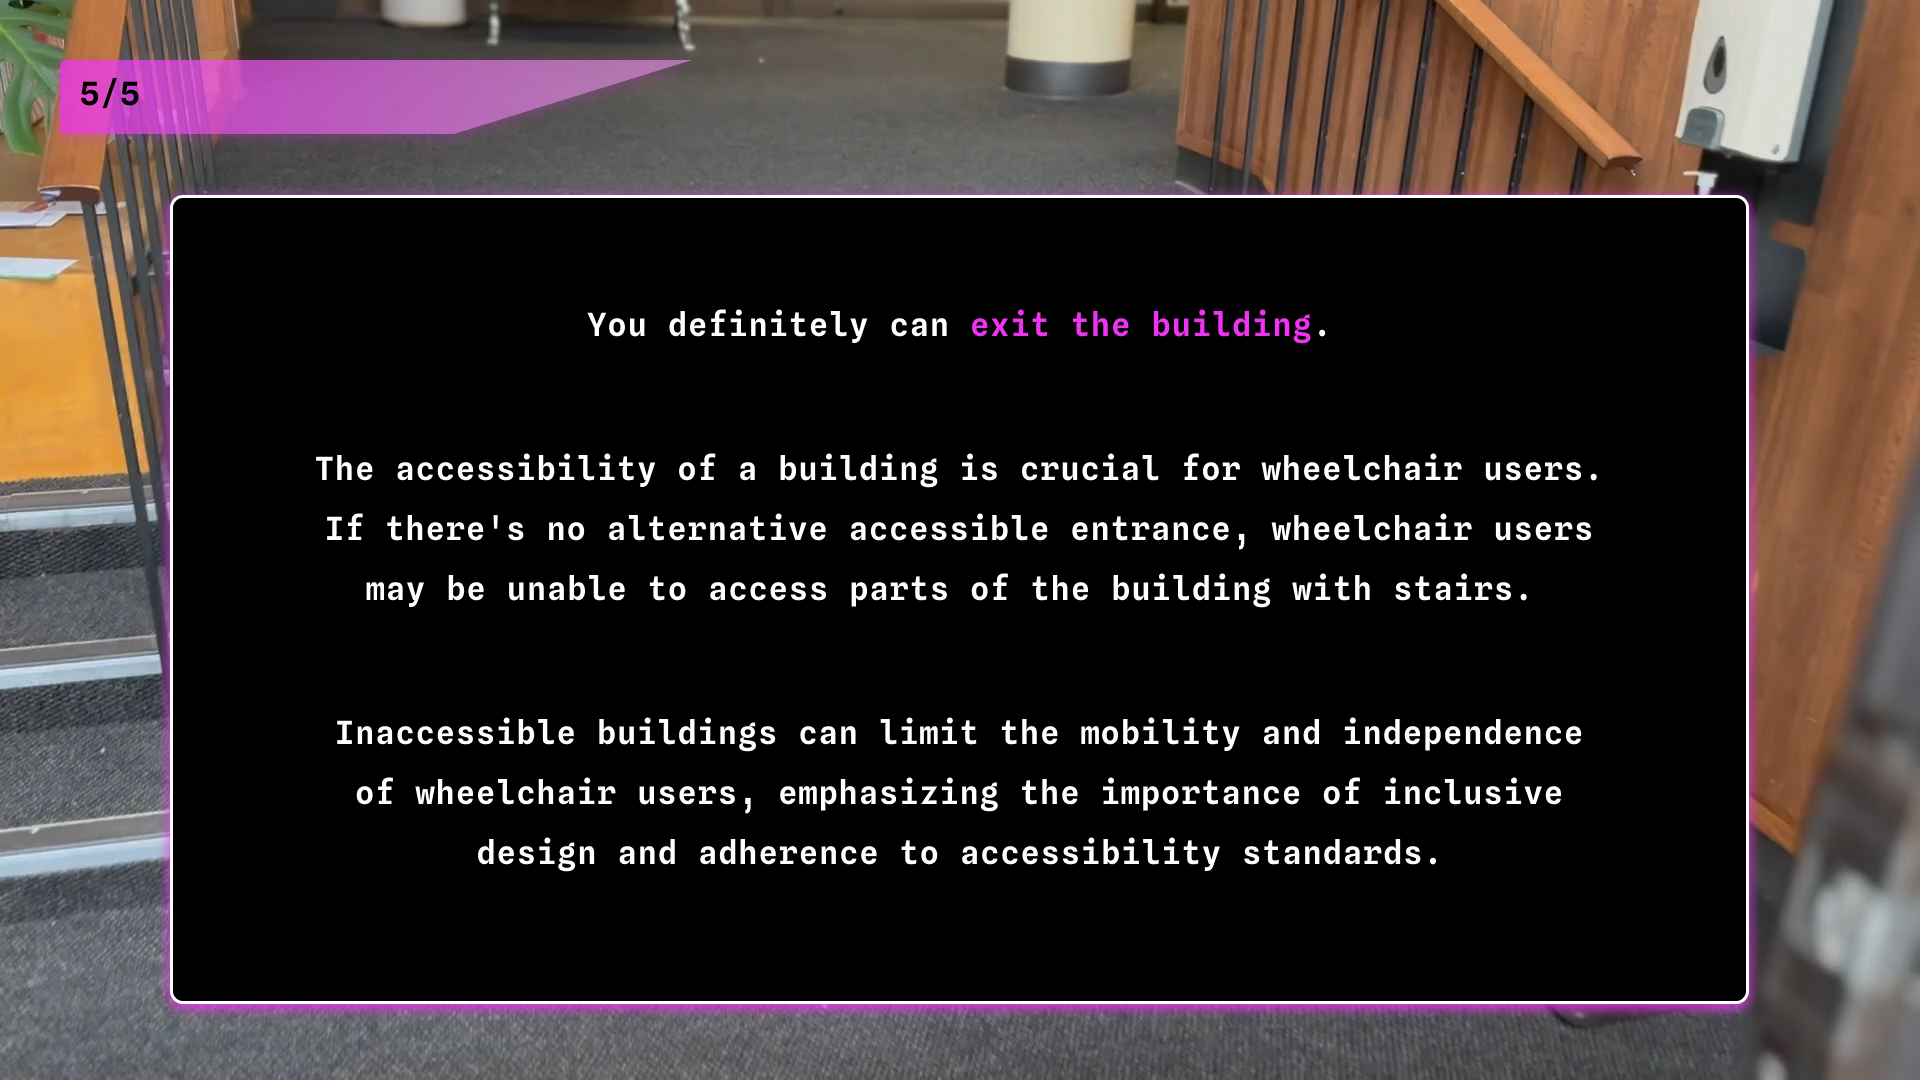 5/5
You definitely can exit the building.
The accessibility of a building is crucial for wheelchair users.
If there's no alternative accessible entrance, wheelchair users
may be unable to access parts of the building with stairs.
Inaccessible buildings can limit the mobility and independence
of wheelchair users, emphasizing the importance of inclusive
design and adherence to accessibility standards.